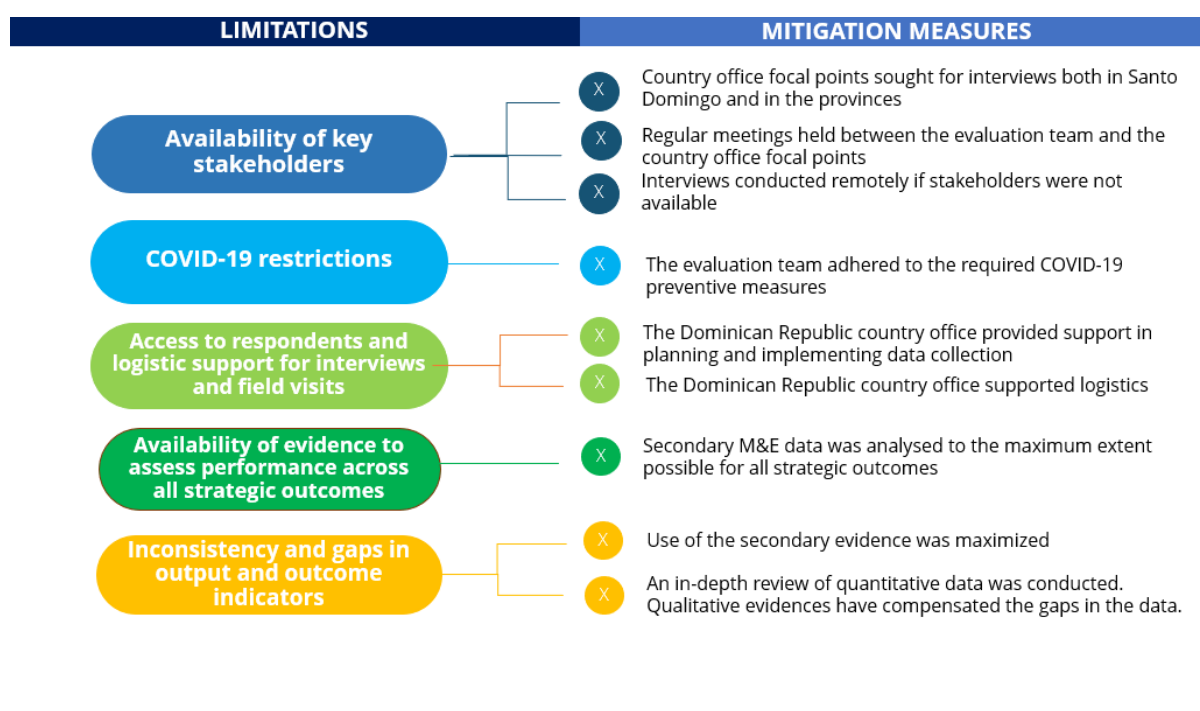 LIMITATIONS
MITIGATION MEASURES
Availability of key
stakeholders
X
Country office focal points sought for interviews both in Santo
Domingo and in the provinces
X
Regular meetings held between the evaluation team and the
country office focal points
X
Interviews conducted remotely if stakeholders were not
available
COVID-19 restrictions
X
The evaluation team adhered to the required COVID-19
preventive measures
Access to respondents and
logistic support for interviews
and field visits
X
The Dominican Republic country office provided support in
planning and implementing data collection
X
The Dominican Republic country office supported logistics
Availability of evidence to
assess performance across
all strategic outcomes
X
Secondary M&E data was analysed to the maximum extent
possible for all strategic outcomes
Inconsistency and gaps in
output and outcome
indicators
X
Use of the secondary evidence was maximized
X
An in-depth review of quantitative data was conducted.
Qualitative evidences have compensated the gaps in the data.